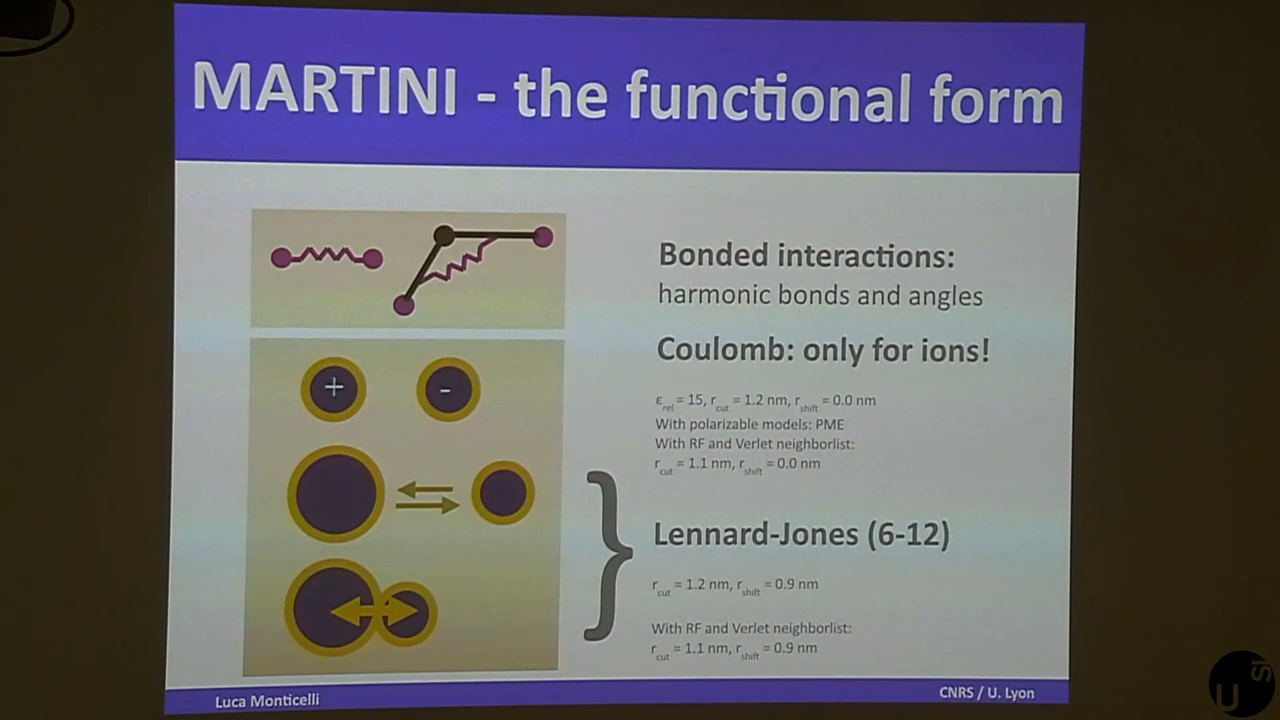 MARTINI - the functional form
Bonded interactions:
harmonic bonds and angles
Coulomb: only for ions!
+
-
ε_rel = 15, r_cut = 1.2 nm, r_shift = 0.0 nm
With polarizable models: PME
With RF and Verlet neighborlist:
r_cut = 1.1 nm, r_shift = 0.0 nm
Lennard-Jones (6-12)
r_cut = 1.2 nm, r_shift = 0.9 nm
With RF and Verlet neighborlist:
r_cut = 1.1 nm, r_shift = 0.9 nm
Luca Monticelli
CNRS / U. Lyon
U
SI